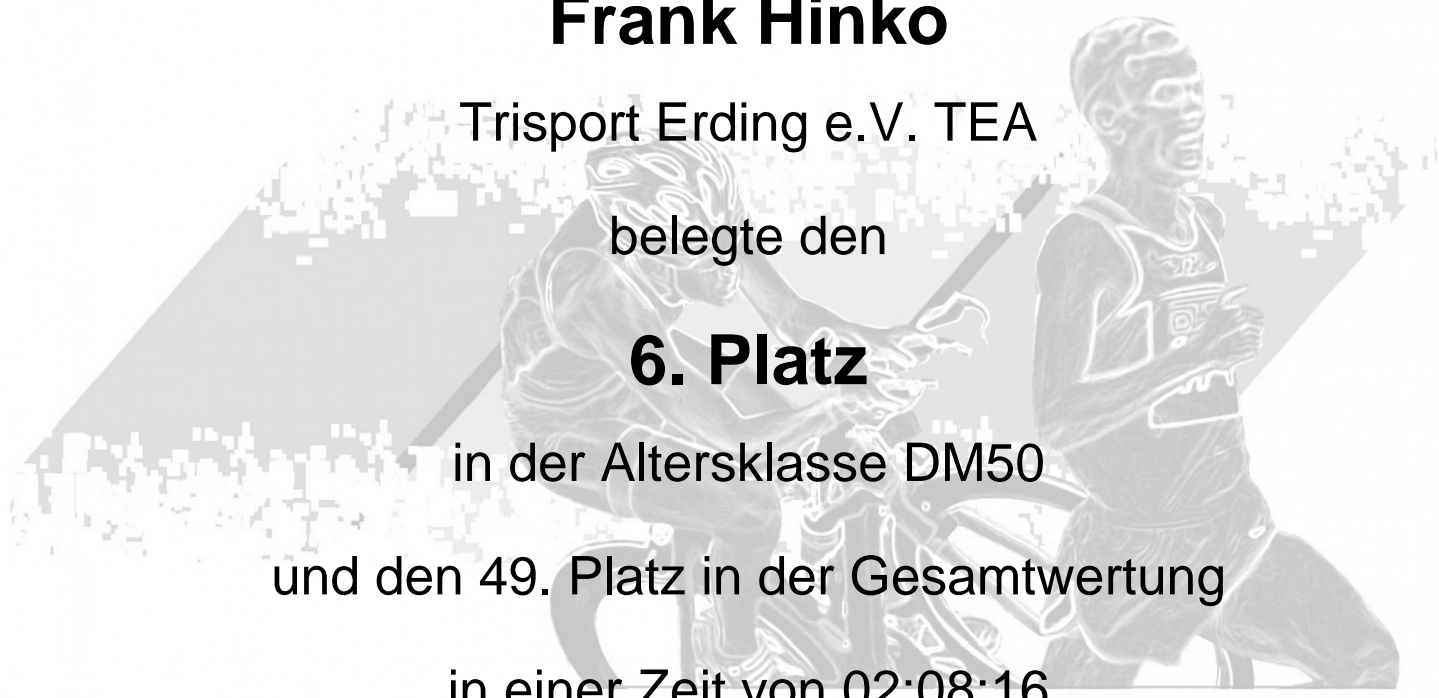 Frank Hinko
Trisport Erding e.V. TEA
belegte den
6. Platz
in der Altersklasse DM50
und den 49. Platz in der Gesamtwertung
in einer Zeit von 02:08:16